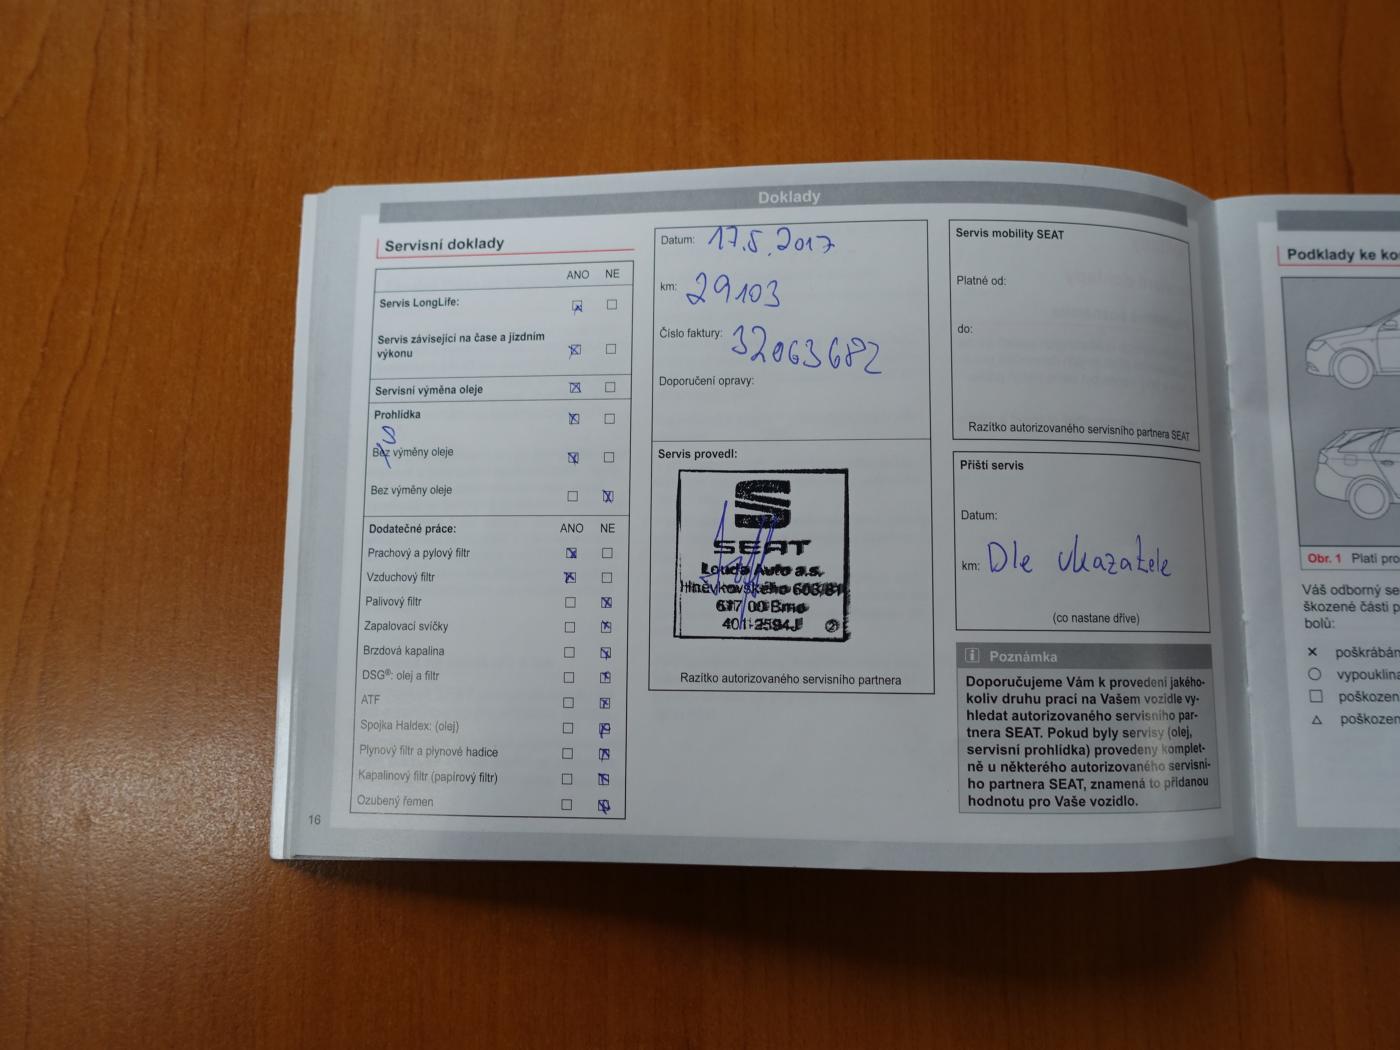 Doklady
Servisní doklady
ANO NE
Servis LongLife:
Servis závisející na čase a jízdním
výkonu
Servisní výměna oleje
Prohlídka
S
Bez výměny oleje
Bez výměny oleje
Dodatečné práce: ANO NE
Prachový a pylový filtr
Vzduchový filtr
Palivový filtr
Zapalovací svíčky
Brzdová kapalina
DSG®: olej a filtr
ATF
Spojka Haldex: (olej)
Plynový filtr a plynové hadice
Kapalinový filtr (papírový filtr)
Ozubený řemen
16
Datum: 17.5.2017
km: 29103
Číslo faktury: 32063682
Doporučení opravy:
Servis provedl:
SEAT
Louda Auto a.s.
Hněvkovského 603/81
617 00 Brno
401-2594J 2
Razítko autorizovaného servisního partnera
Servis mobility SEAT
Platné od:
do:
Razítko autorizovaného servisního partnera SEAT
Příští servis
Datum:
km: Dle ukazatele
(co nastane dříve)
i Poznámka
Doporučujeme Vám k provedení jakého-
koliv druhu prací na Vašem vozidle vy-
hledat autorizovaného servisního par-
tnera SEAT. Pokud byly servisy (olej,
servisní prohlídka) provedeny komplet-
ně u některého autorizovaného servisní-
ho partnera SEAT, znamená to přidanou
hodnotu pro Vaše vozidlo.
Podklady ke ko
Obr. 1 Platí pro
Váš odborný se
škozené části p
bolů:
poškrábán
vypouklina
poškozen
poškozen